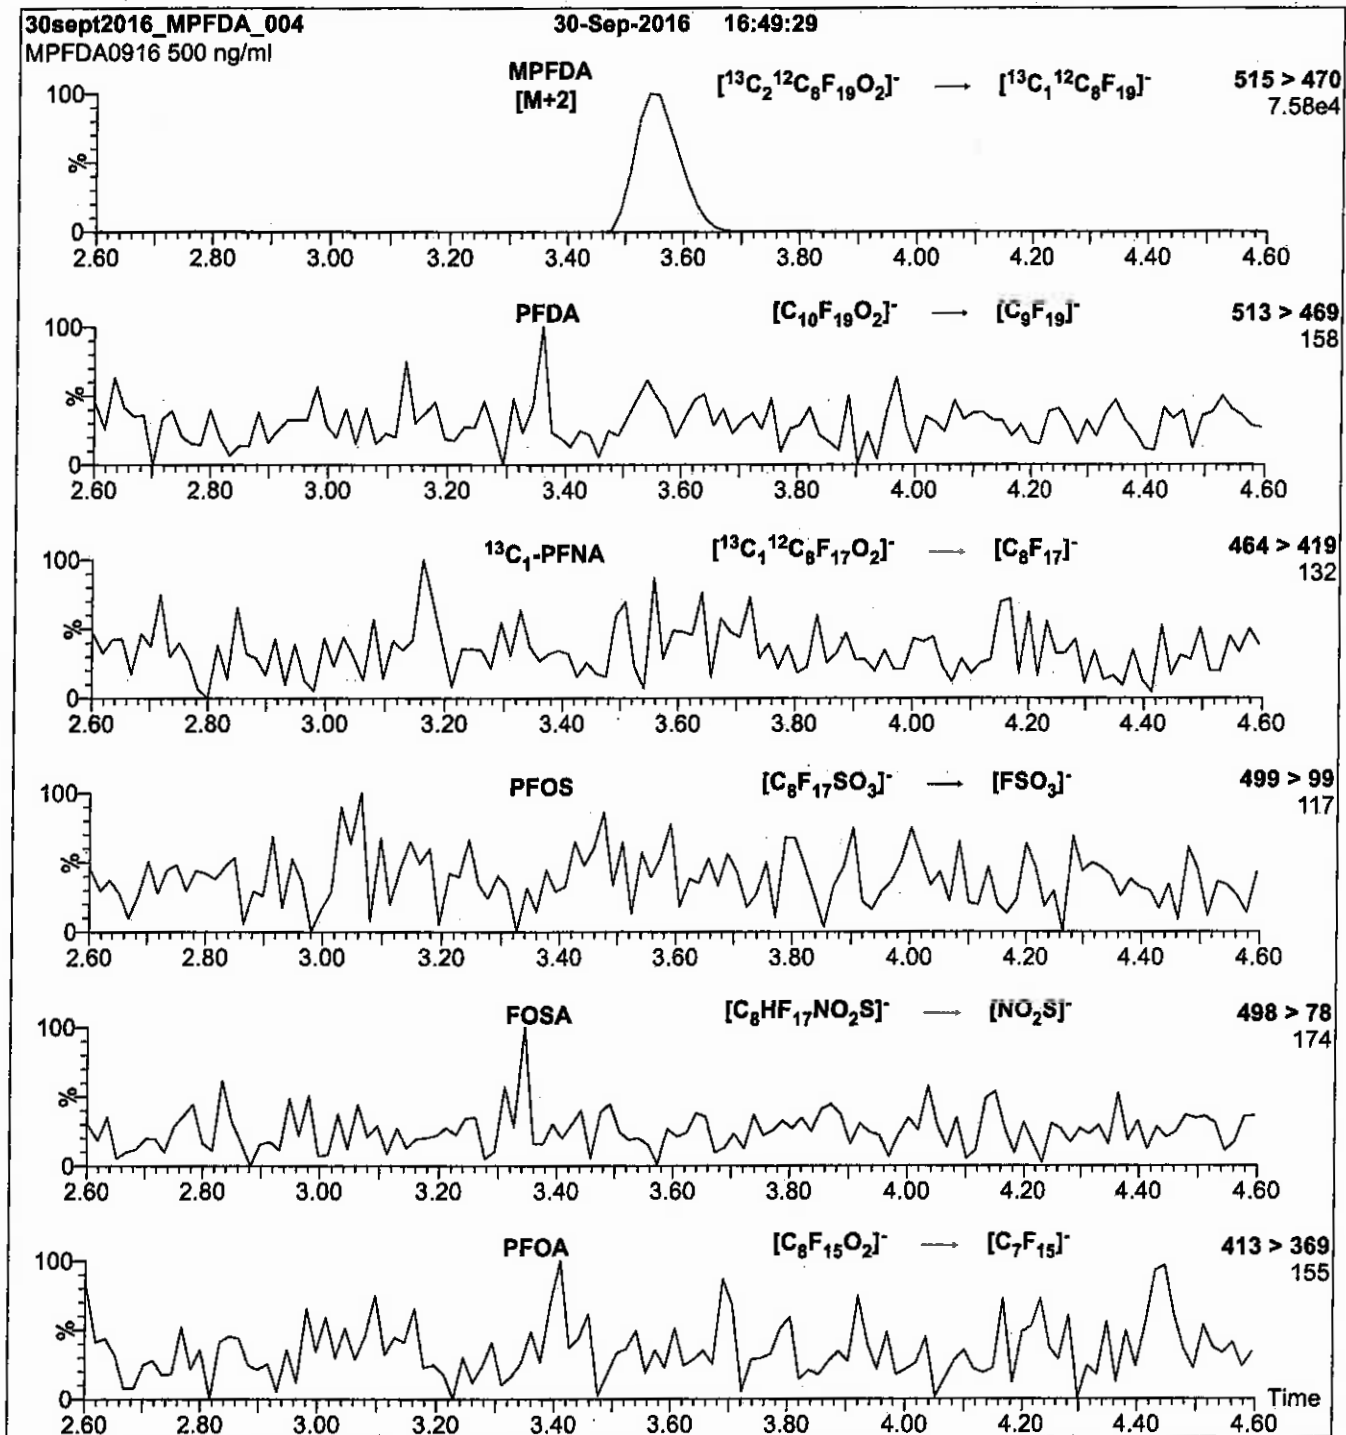 30sept2016_MPFDA_004 30-Sep-2016 16:49:29
MPFDA0916 500 ng/ml
MPFDA [¹³C₂¹²C₈F₁₉O₂]⁻ → [¹³C₁¹²C₈F₁₉]⁻ 515 > 470
[M+2] 7.58e4
100
%
0
2.60 2.80 3.00 3.20 3.40 3.60 3.80 4.00 4.20 4.40 4.60
PFDA [C₁₀F₁₉O₂]⁻ → [C₉F₁₉]⁻ 513 > 469
158
100
%
0
2.60 2.80 3.00 3.20 3.40 3.60 3.80 4.00 4.20 4.40 4.60
¹³C₁-PFNA [¹³C₁¹²C₈F₁₇O₂]⁻ → [C₈F₁₇]⁻ 464 > 419
132
100
%
0
2.60 2.80 3.00 3.20 3.40 3.60 3.80 4.00 4.20 4.40 4.60
PFOS [C₈F₁₇SO₃]⁻ → [FSO₃]⁻ 499 > 99
117
100
%
0
2.60 2.80 3.00 3.20 3.40 3.60 3.80 4.00 4.20 4.40 4.60
FOSA [C₈HF₁₇NO₂S]⁻ → [NO₂S]⁻ 498 > 78
174
100
%
0
2.60 2.80 3.00 3.20 3.40 3.60 3.80 4.00 4.20 4.40 4.60
PFOA [C₈F₁₅O₂]⁻ → [C₇F₁₅]⁻ 413 > 369
155
100
%
0
Time
2.60 2.80 3.00 3.20 3.40 3.60 3.80 4.00 4.20 4.40 4.60